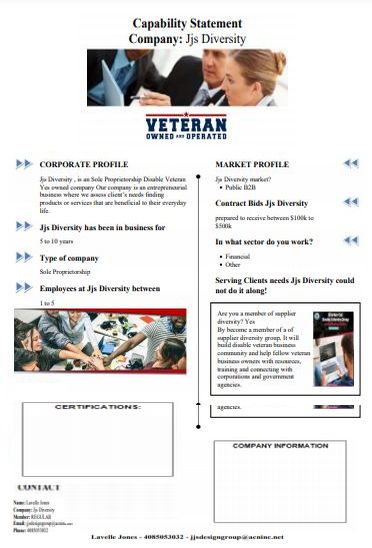 Capability Statement
Company: Jjs Diversity
VETERAN
OWNED AND OPERATED
CORPORATE PROFILE
Jjs Diversity , is an Sole Proprietorship Disable Veteran
Yes owned company Our company is an entrepreneurial
business where we assess client's needs finding
products or services that are beneficial to their everyday
life.
Jjs Diversity has been in business for
5 to 10 years
Type of company
Sole Proprietorship
Employees at Jjs Diversity between
1 to 5
CERTIFICATIONS:
CONTACT
Name: Lavelle Jones
Company: Jjs Diversity
Member: REGULAR
Email: jjsdesigngroup@acninc.net
Phone: 4085053032
MARKET PROFILE
Jjs Diversity market?
• Public B2B
Contract Bids Jjs Diversity
prepared to receive between $100k to
$500k
In what sector do you work?
• Financial
• Other
Serving Clients needs Jjs Diversity could
not do it along!
Are you a member of supplier
diversity? Yes
By become a member of a of
supplier diversity group. It will
build disable veteran business
community and help fellow veteran
business owners with resources,
training and connecting with
corporations and government
agencies.
agencies.
COMPANY INFORMATION
Lavelle Jones - 4085053032 - jjsdesigngroup@acninc.net